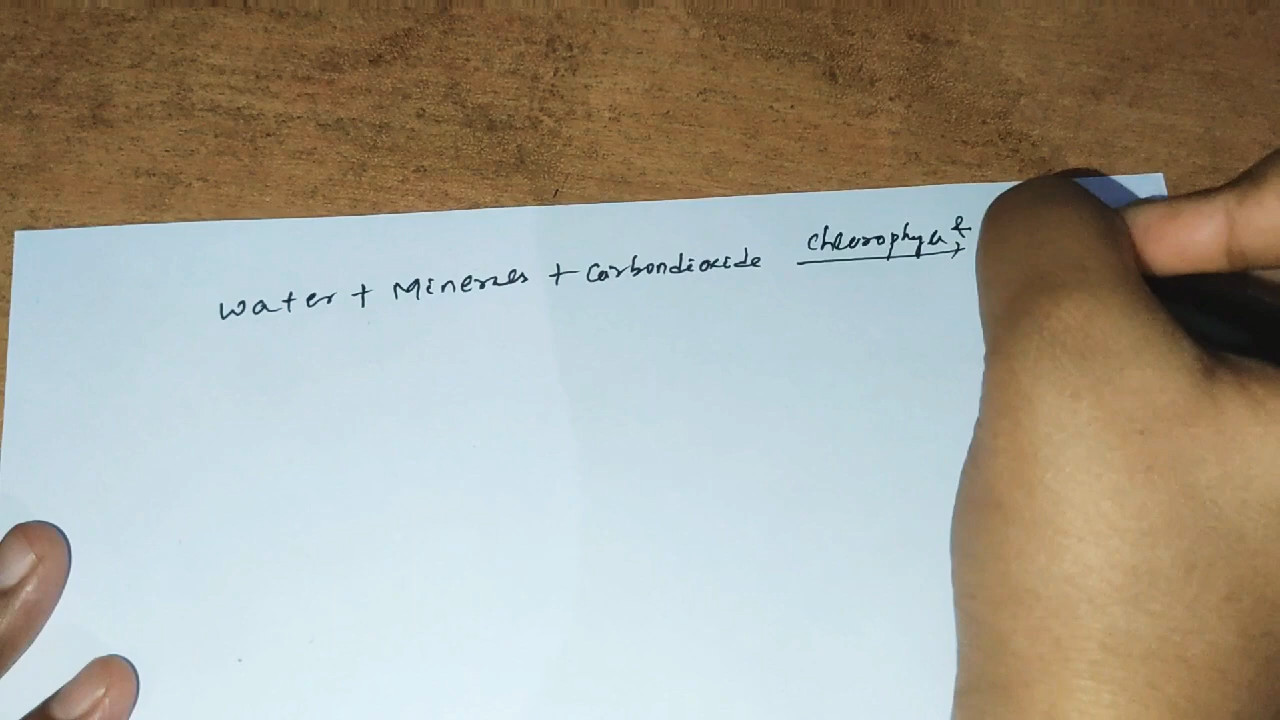 water + Minerals + Carbondioxide chlorophyll &